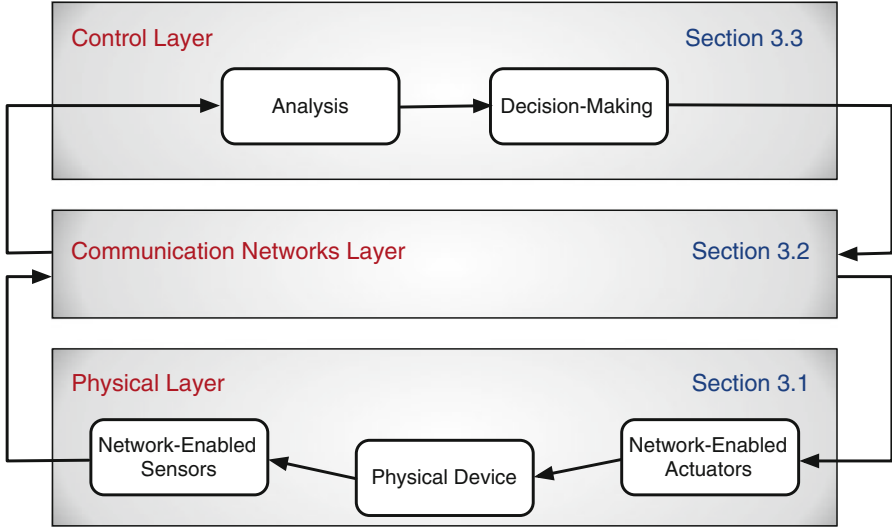 Control Layer
Section 3.3
Analysis
Decision-Making
Communication Networks Layer
Section 3.2
Physical Layer
Section 3.1
Network-Enabled
Sensors
Physical Device
Network-Enabled
Actuators